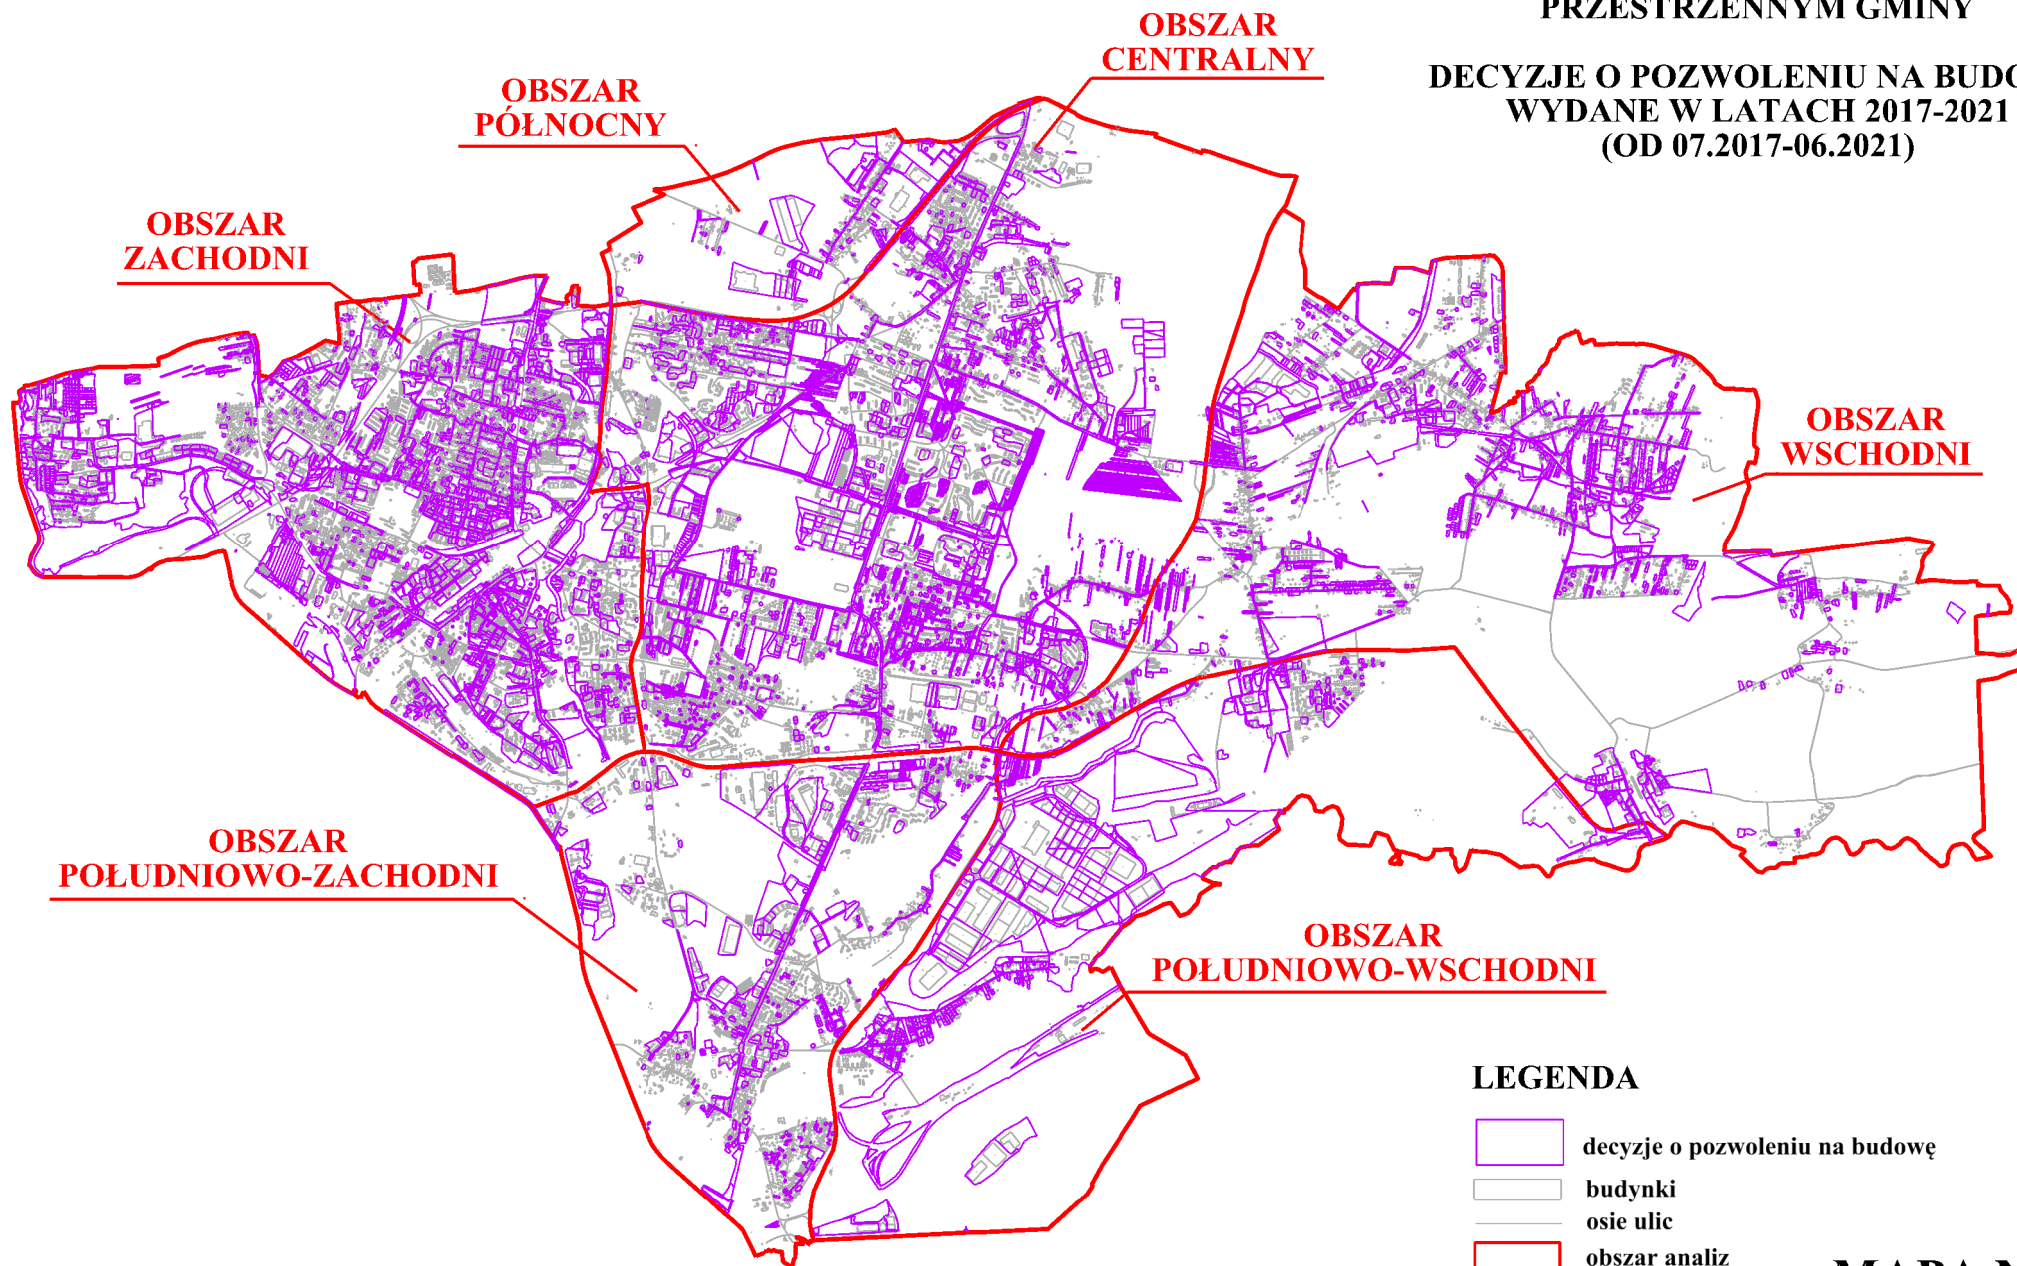 PRZESTRZENNYM GMINY
DECYZJE O POZWOLENIU NA
WYDANE W LATACH 2017-2021
(OD 07.2017-06.2021)
OBSZAR
CENTRALNY
OBSZAR
PÓŁNOCNY
OBSZAR
ZACHODNI
OBSZAR
WSCHODNI
OBSZAR
POŁUDNIOWO-ZACHODNI
OBSZAR
POŁUDNIOWO-WSCHODNI
LEGENDA
decyzje o pozwoleniu na budowę
budynki
osie ulic
obszar analiz